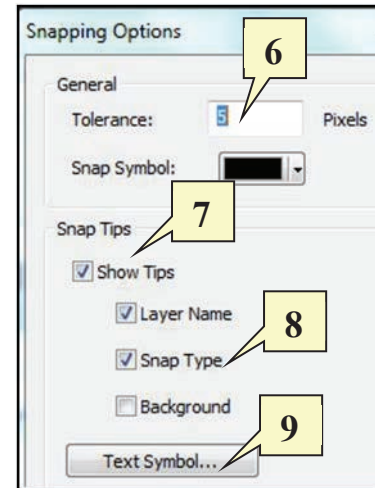 Snapping Options
6
General
Tolerance: 5 Pixels
Snap Symbol:
7
Snap Tips
Show Tips
Layer Name
8
Snap Type
Background
9
Text Symbol...